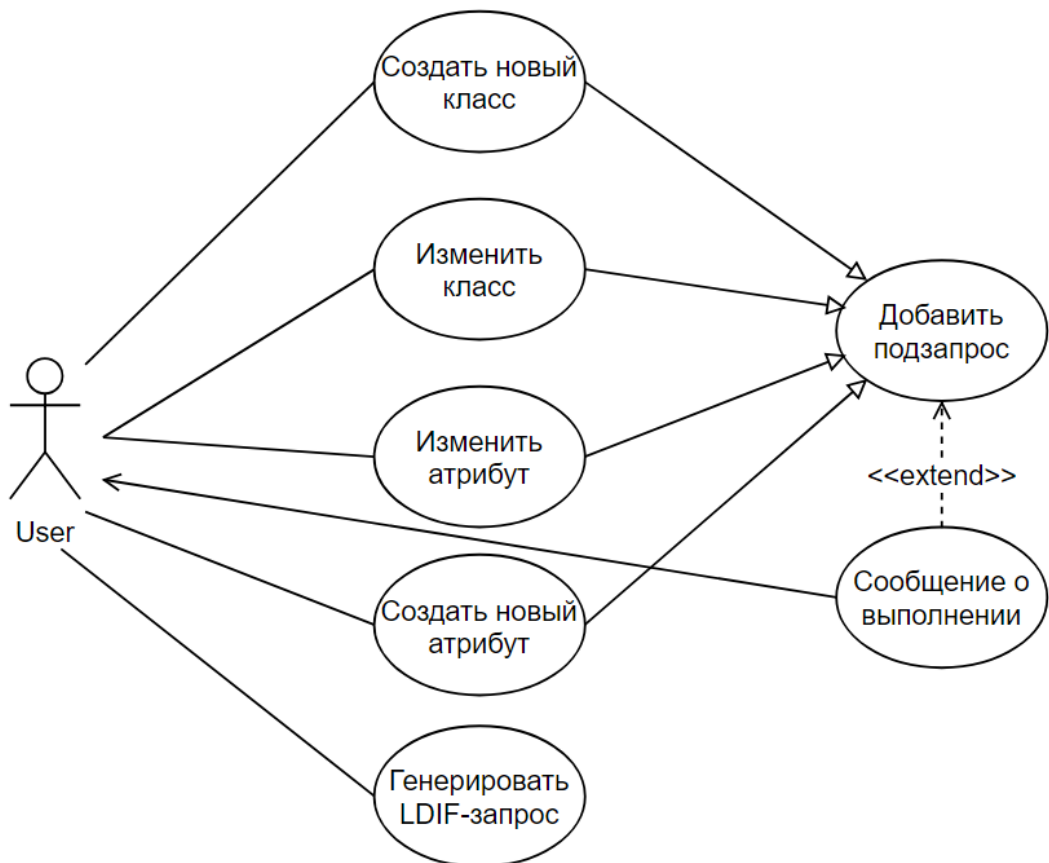 Создать новый
класс
Изменить
класс
Добавить
подзапрос
Изменить
атрибут
<<extend>>
User
Сообщение о
выполнении
Создать новый
атрибут
Генерировать
LDIF-запрос